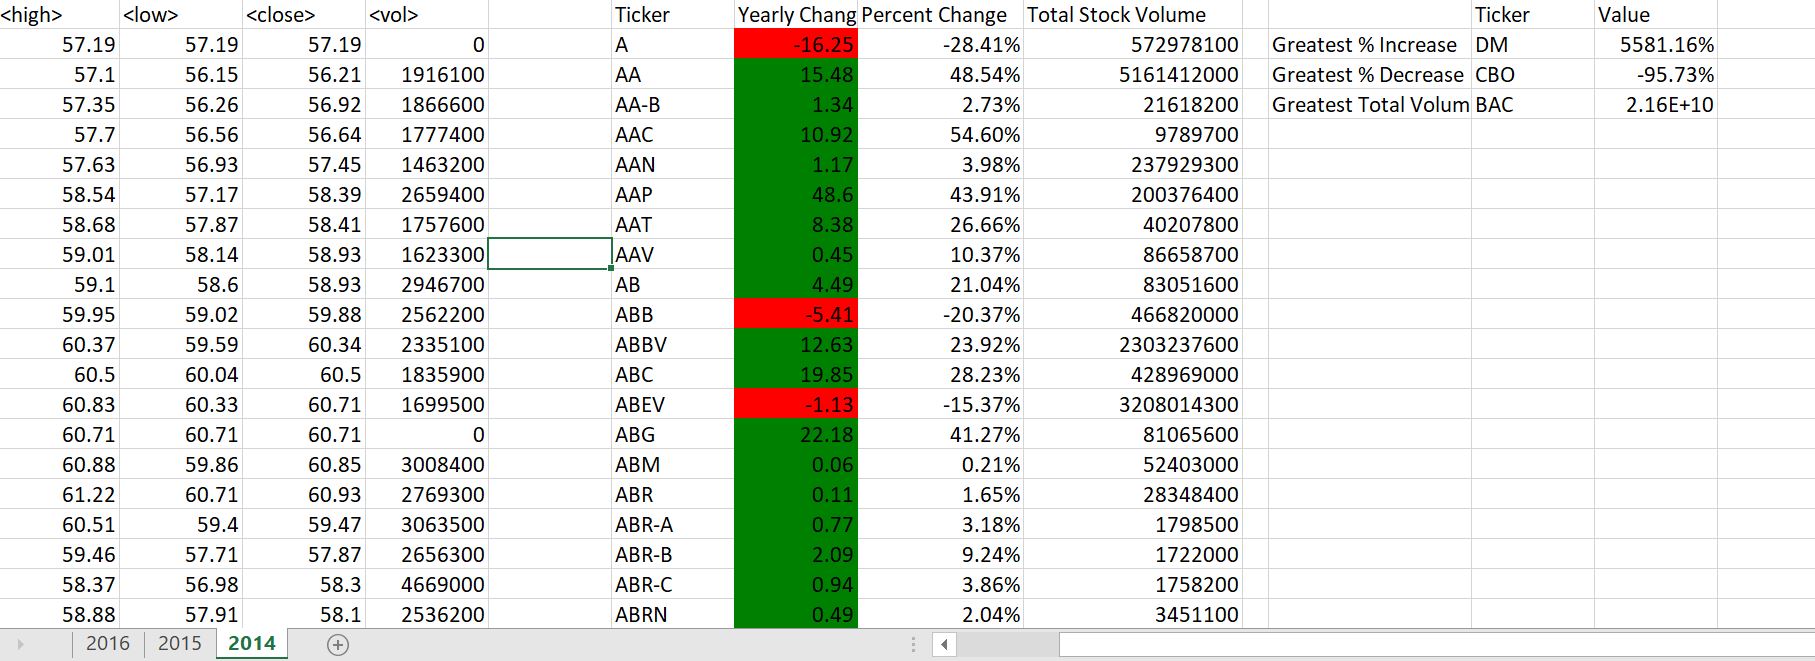 <high> <low> <close> <vol> Ticker Yearly Chang Percent Change Total Stock Volume Ticker Value
57.19 57.19 57.19 0 A -16.25 -28.41% 572978100 Greatest % Increase DM 5581.16%
57.1 56.15 56.21 1916100 AA 15.48 48.54% 5161412000 Greatest % Decrease CBO -95.73%
57.35 56.26 56.92 1866600 AA-B 1.34 2.73% 21618200 Greatest Total Volum BAC 2.16E+10
57.7 56.56 56.64 1777400 AAC 10.92 54.60% 9789700
57.63 56.93 57.45 1463200 AAN 1.17 3.98% 237929300
58.54 57.17 58.39 2659400 AAP 48.6 43.91% 200376400
58.68 57.87 58.41 1757600 AAT 8.38 26.66% 40207800
59.01 58.14 58.93 1623300 AAV 0.45 10.37% 86658700
59.1 58.6 58.93 2946700 AB 4.49 21.04% 83051600
59.95 59.02 59.88 2562200 ABB -5.41 -20.37% 466820000
60.37 59.59 60.34 2335100 ABBV 12.63 23.92% 2303237600
60.5 60.04 60.5 1835900 ABC 19.85 28.23% 428969000
60.83 60.33 60.71 1699500 ABEV -1.13 -15.37% 3208014300
60.71 60.71 60.71 0 ABG 22.18 41.27% 81065600
60.88 59.86 60.85 3008400 ABM 0.06 0.21% 52403000
61.22 60.71 60.93 2769300 ABR 0.11 1.65% 28348400
60.51 59.4 59.47 3063500 ABR-A 0.77 3.18% 1798500
59.46 57.71 57.87 2656300 ABR-B 2.09 9.24% 1722000
58.37 56.98 58.3 4669000 ABR-C 0.94 3.86% 1758200
58.88 57.91 58.1 2536200 ABRN 0.49 2.04% 3451100
2016 2015 2014